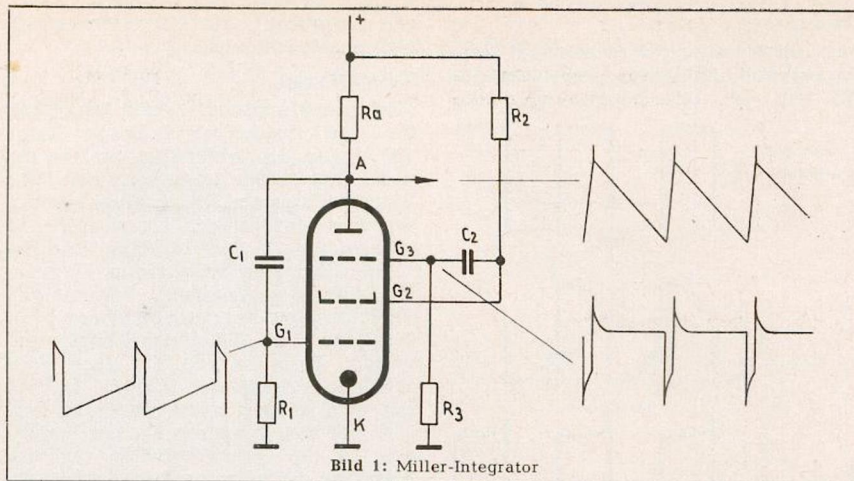 +
Ra
R2
A
C1
G3
C2
G2
G1
R1
K
R3
Bild 1: Miller-Integrator